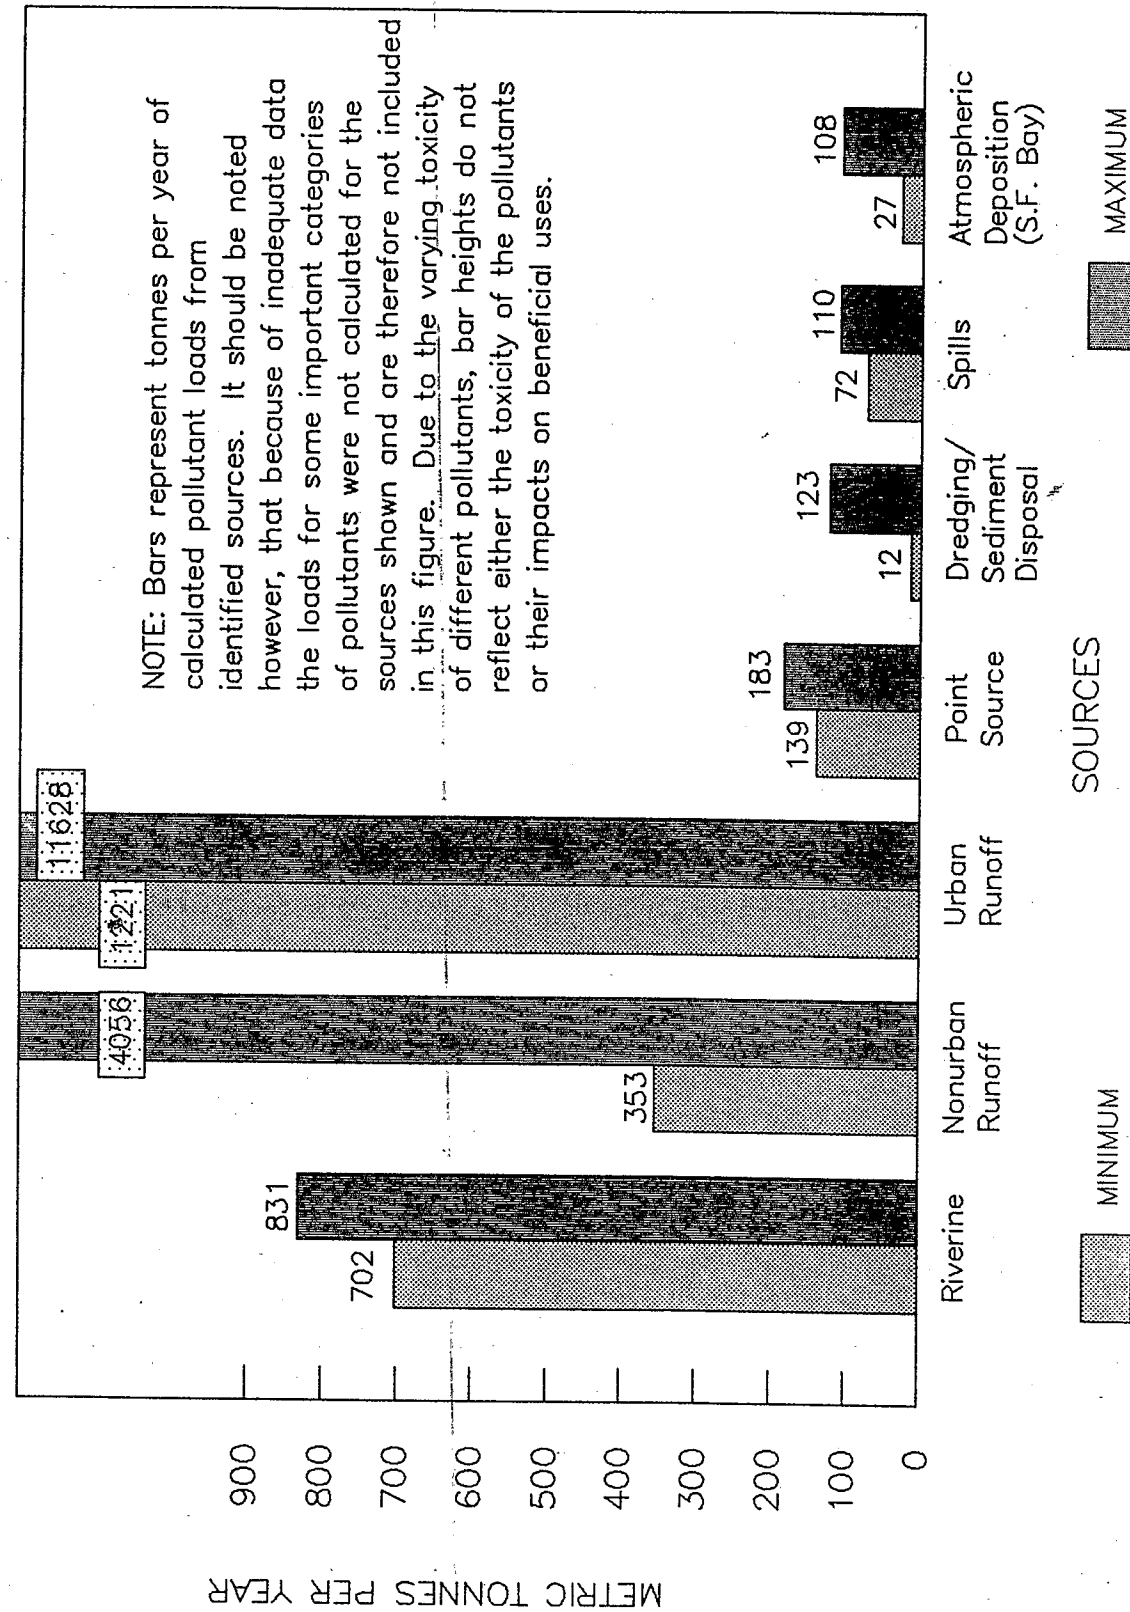 METRIC TONNES PER YEAR
900
800
700
600
500
400
300
200
100
0
NOTE: Bars represent tonnes per year of
calculated pollutant loads from
identified sources. It should be noted
however, that because of inadequate data
the loads for some important categories
of pollutants were not calculated for the
sources shown and are therefore not included
in this figure. Due to the varying toxicity
of different pollutants, bar heights do not
reflect either the toxicity of the pollutants
or their impacts on beneficial uses.
702
831
353
4056
1221
11628
139
183
12
123
72
110
27
108
Riverine
Nonurban
Runoff
Urban
Runoff
Point
Source
Dredging/
Sediment
Disposal
Spills
Atmospheric
Deposition
(S.F. Bay)
SOURCES
MINIMUM
MAXIMUM